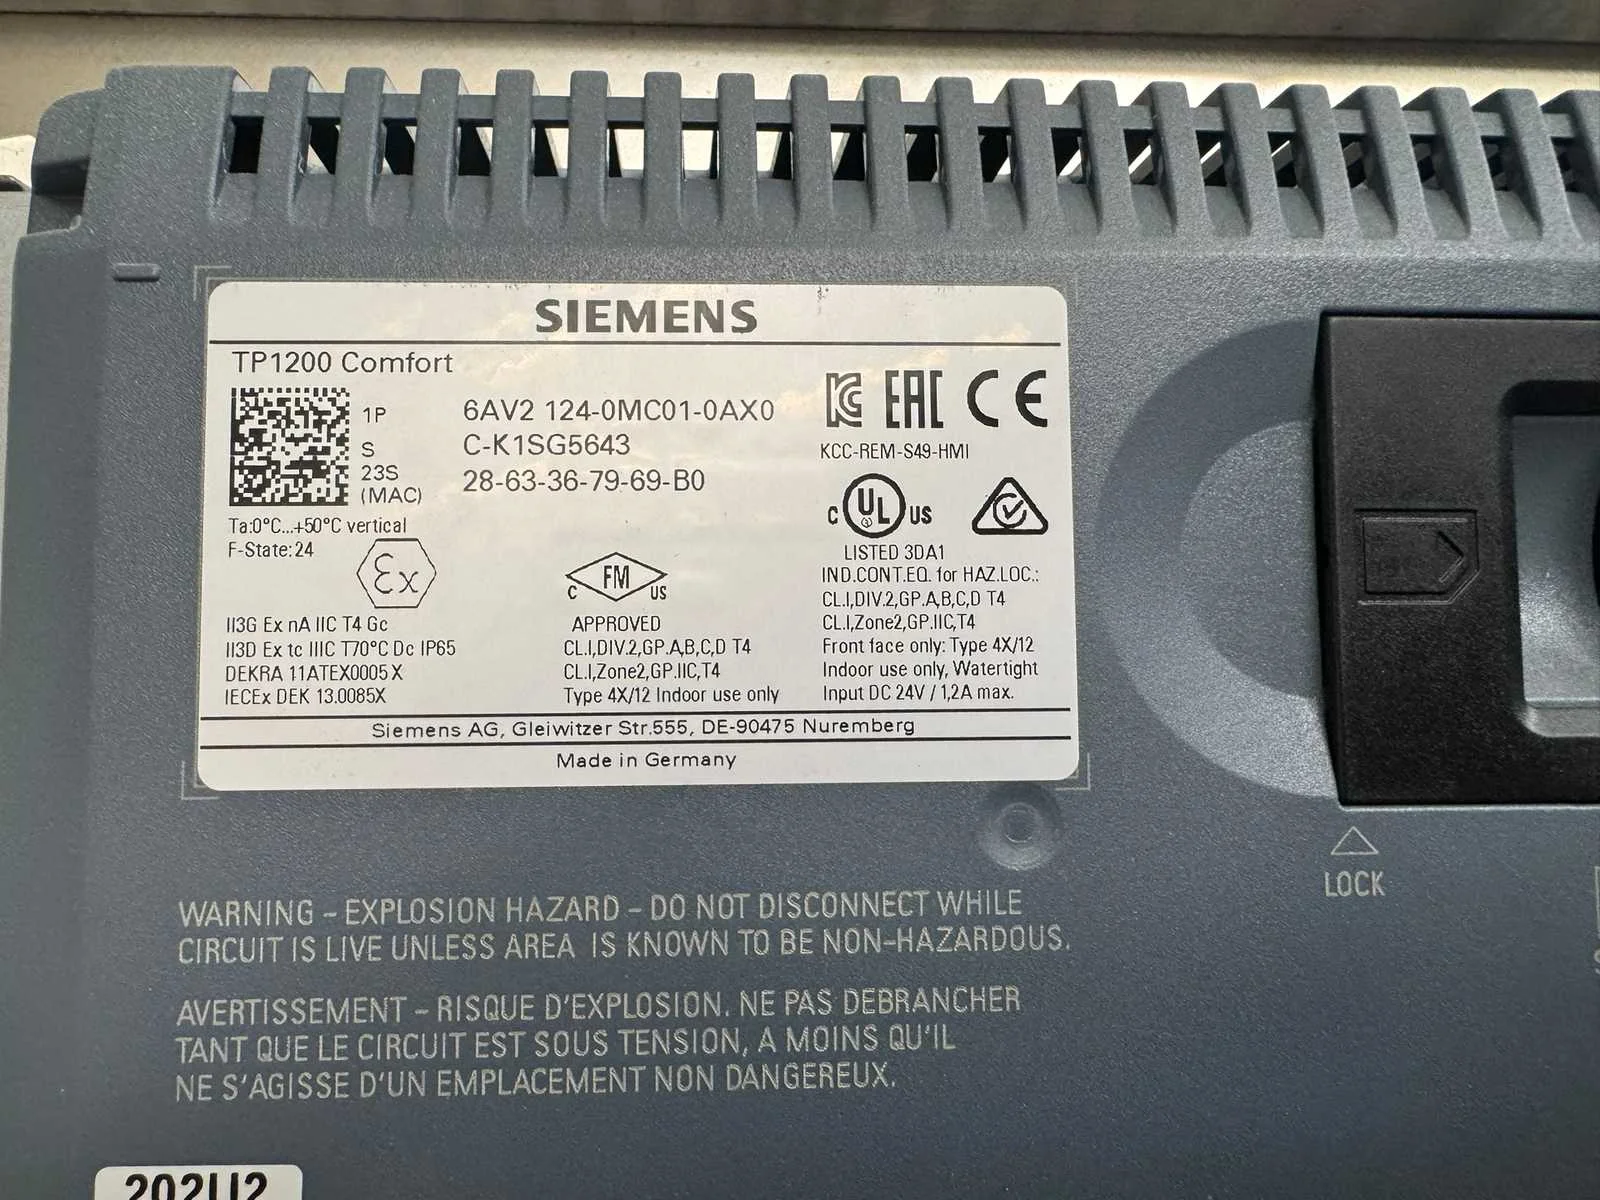 SIEMENS
TP1200 Comfort
1P 6AV2 124-0MC01-0AX0
S C-K1SG5643
23S
(MAC) 28-63-36-79-69-B0
Ta:0°C...+50°C vertical
F-State:24
Ex
II3G Ex nA IIC T4 Gc
II3D Ex tc IIIC T70°C Dc IP65
DEKRA 11ATEX0005 X
IECEx DEK 13.0085X
C FM US
APPROVED
CL.I,DIV.2,GP.A,B,C,D T4
CL.I,Zone2,GP.IIC,T4
Type 4X/12 Indoor use only
EAC CE
KCC-REM-S49-HMI
C UL US
LISTED 3DA1
IND.CONT.EQ. for HAZ.LOC.:
CL.I,DIV.2,GP.A,B,C,D T4
CL.I,Zone2,GP.IIC,T4
Front face only: Type 4X/12
Indoor use only, Watertight
Input DC 24V / 1,2A max.
Siemens AG, Gleiwitzer Str.555, DE-90475 Nuremberg
Made in Germany
LOCK
WARNING – EXPLOSION HAZARD – DO NOT DISCONNECT WHILE
CIRCUIT IS LIVE UNLESS AREA IS KNOWN TO BE NON-HAZARDOUS.
AVERTISSEMENT – RISQUE D'EXPLOSION. NE PAS DEBRANCHER
TANT QUE LE CIRCUIT EST SOUS TENSION, A MOINS QU'IL
NE S'AGISSE D'UN EMPLACEMENT NON DANGEREUX.